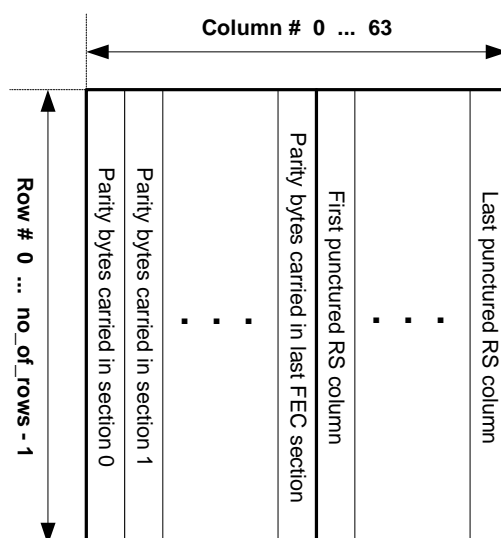 Column # 0 ... 63
Row # 0 ... no_of_rows - 1
Parity bytes carried in section 0
Parity bytes carried in section 1
. . .
Parity bytes carried in last FEC section
First punctured RS column
. . .
Last punctured RS column